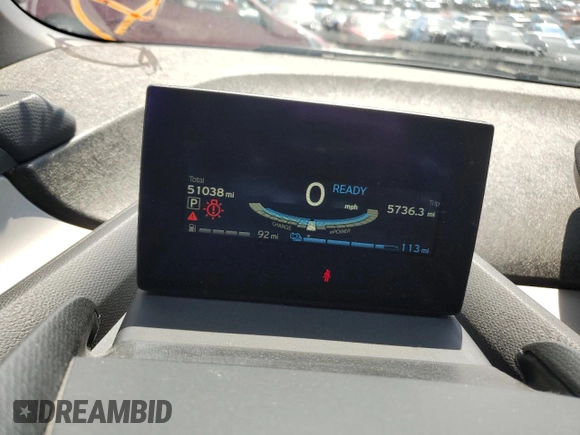 Total
51038 mi
0 READY
mph
Trip
5736.3 mi
P
CHARGE
ePOWER
92 mi
113 mi
DREAMBID